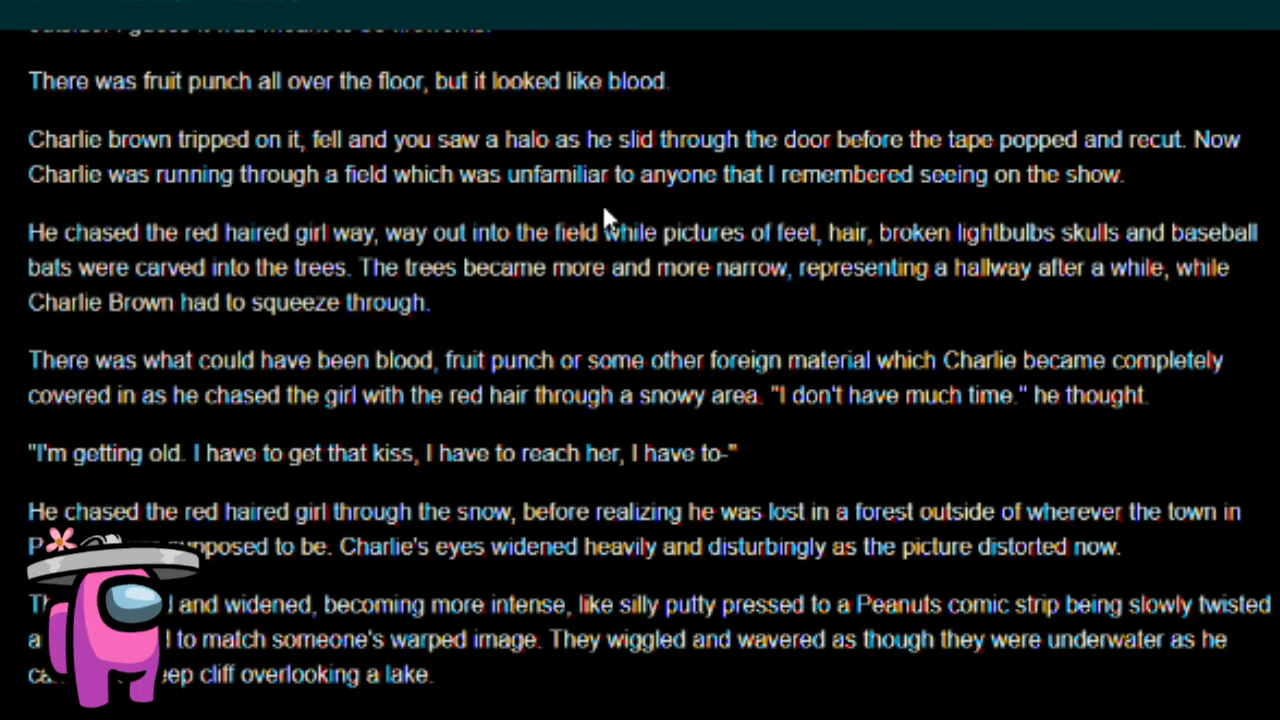 There was fruit punch all over the floor, but it looked like blood.
Charlie brown tripped on it, fell and you saw a halo as he slid through the door before the tape popped and recut. Now
Charlie was running through a field which was unfamiliar to anyone that I remembered seeing on the show.
He chased the red haired girl way, way out into the field while pictures of feet, hair, broken lightbulbs skulls and baseball
bats were carved into the trees. The trees became more and more narrow, representing a hallway after a while, while
Charlie Brown had to squeeze through.
There was what could have been blood, fruit punch or some other foreign material which Charlie became completely
covered in as he chased the girl with the red hair through a snowy area. "I don't have much time." he thought.
"I'm getting old. I have to get that kiss, I have to reach her, I have to-"
He chased the red haired girl through the snow, before realizing he was lost in a forest outside of wherever the town in
to be. Charlie's eyes widened heavily and disturbingly as the picture distorted now.
and widened, becoming more intense, like silly putty pressed to a Peanuts comic strip being slowly twisted
to match someone's warped image. They wiggled and wavered as though they were underwater as he
cliff overlooking a lake.